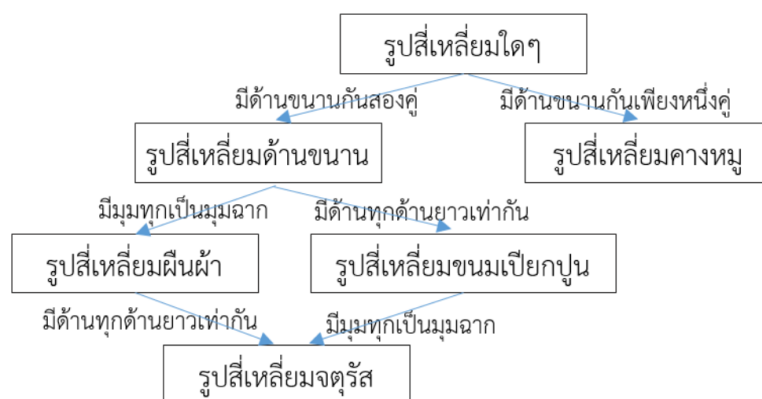 รูปสี่เหลี่ยมใดๆ
มีด้านขนานกันสองคู่
มีด้านขนานกันเพียงหนึ่งคู่
รูปสี่เหลี่ยมด้านขนาน
รูปสี่เหลี่ยมคางหมู
มีมุมทุกเป็นมุมฉาก
มีด้านทุกด้านยาวเท่ากัน
รูปสี่เหลี่ยมผืนผ้า
รูปสี่เหลี่ยมขนมเปียกปูน
มีด้านทุกด้านยาวเท่ากัน
มีมุมทุกเป็นมุมฉาก
รูปสี่เหลี่ยมจตุรัส